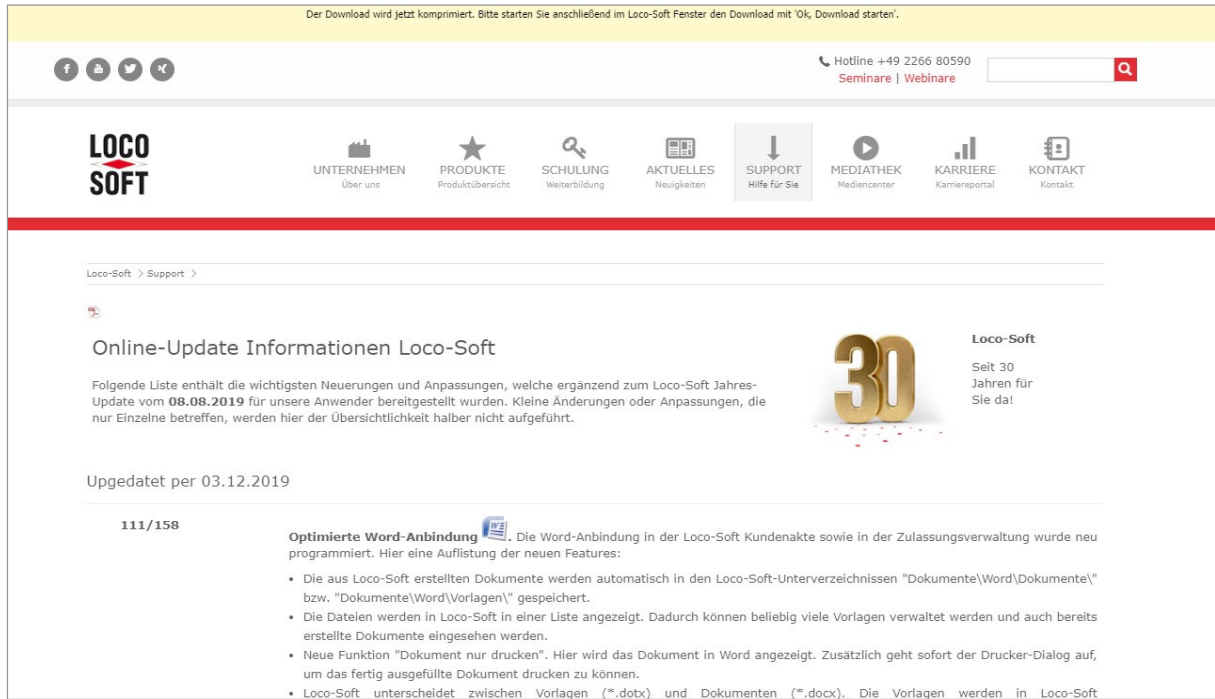 Der Download wird jetzt komprimiert. Bitte starten Sie anschließend im Loco-Soft Fenster den Download mit 'Ok, Download starten'.
Hotline +49 2266 80590
Seminare | Webinare
LOCO
SOFT
UNTERNEHMEN
Über uns
PRODUKTE
Produktübersicht
SCHULUNG
Weiterbildung
AKTUELLES
Neuigkeiten
SUPPORT
Hilfe für Sie
MEDIATHEK
Mediencenter
KARRIERE
Karriereportal
KONTAKT
Kontakt
Loco-Soft > Support >
Online-Update Informationen Loco-Soft
Folgende Liste enthält die wichtigsten Neuerungen und Anpassungen, welche ergänzend zum Loco-Soft Jahres-
Update vom 08.08.2019 für unsere Anwender bereitgestellt wurden. Kleine Änderungen oder Anpassungen, die
nur Einzelne betreffen, werden hier der Übersichtlichkeit halber nicht aufgeführt.
30
Loco-Soft
Seit 30
Jahren für
Sie da!
Upgedatet per 03.12.2019
111/158
Optimierte Word-Anbindung . Die Word-Anbindung in der Loco-Soft Kundenakte sowie in der Zulassungsverwaltung wurde neu
programmiert. Hier eine Auflistung der neuen Features:
• Die aus Loco-Soft erstellten Dokumente werden automatisch in den Loco-Soft-Unterverzeichnissen "Dokumente\Word\Dokumente\"
bzw. "Dokumente\Word\Vorlagen\" gespeichert.
• Die Dateien werden in Loco-Soft in einer Liste angezeigt. Dadurch können beliebig viele Vorlagen verwaltet werden und auch bereits
erstellte Dokumente eingesehen werden.
• Neue Funktion "Dokument nur drucken". Hier wird das Dokument in Word angezeigt. Zusätzlich geht sofort der Drucker-Dialog auf,
um das fertig ausgefüllte Dokument drucken zu können.
• Loco-Soft unterscheidet zwischen Vorlagen (*.dotx) und Dokumenten (*.docx). Die Vorlagen werden in Loco-Soft